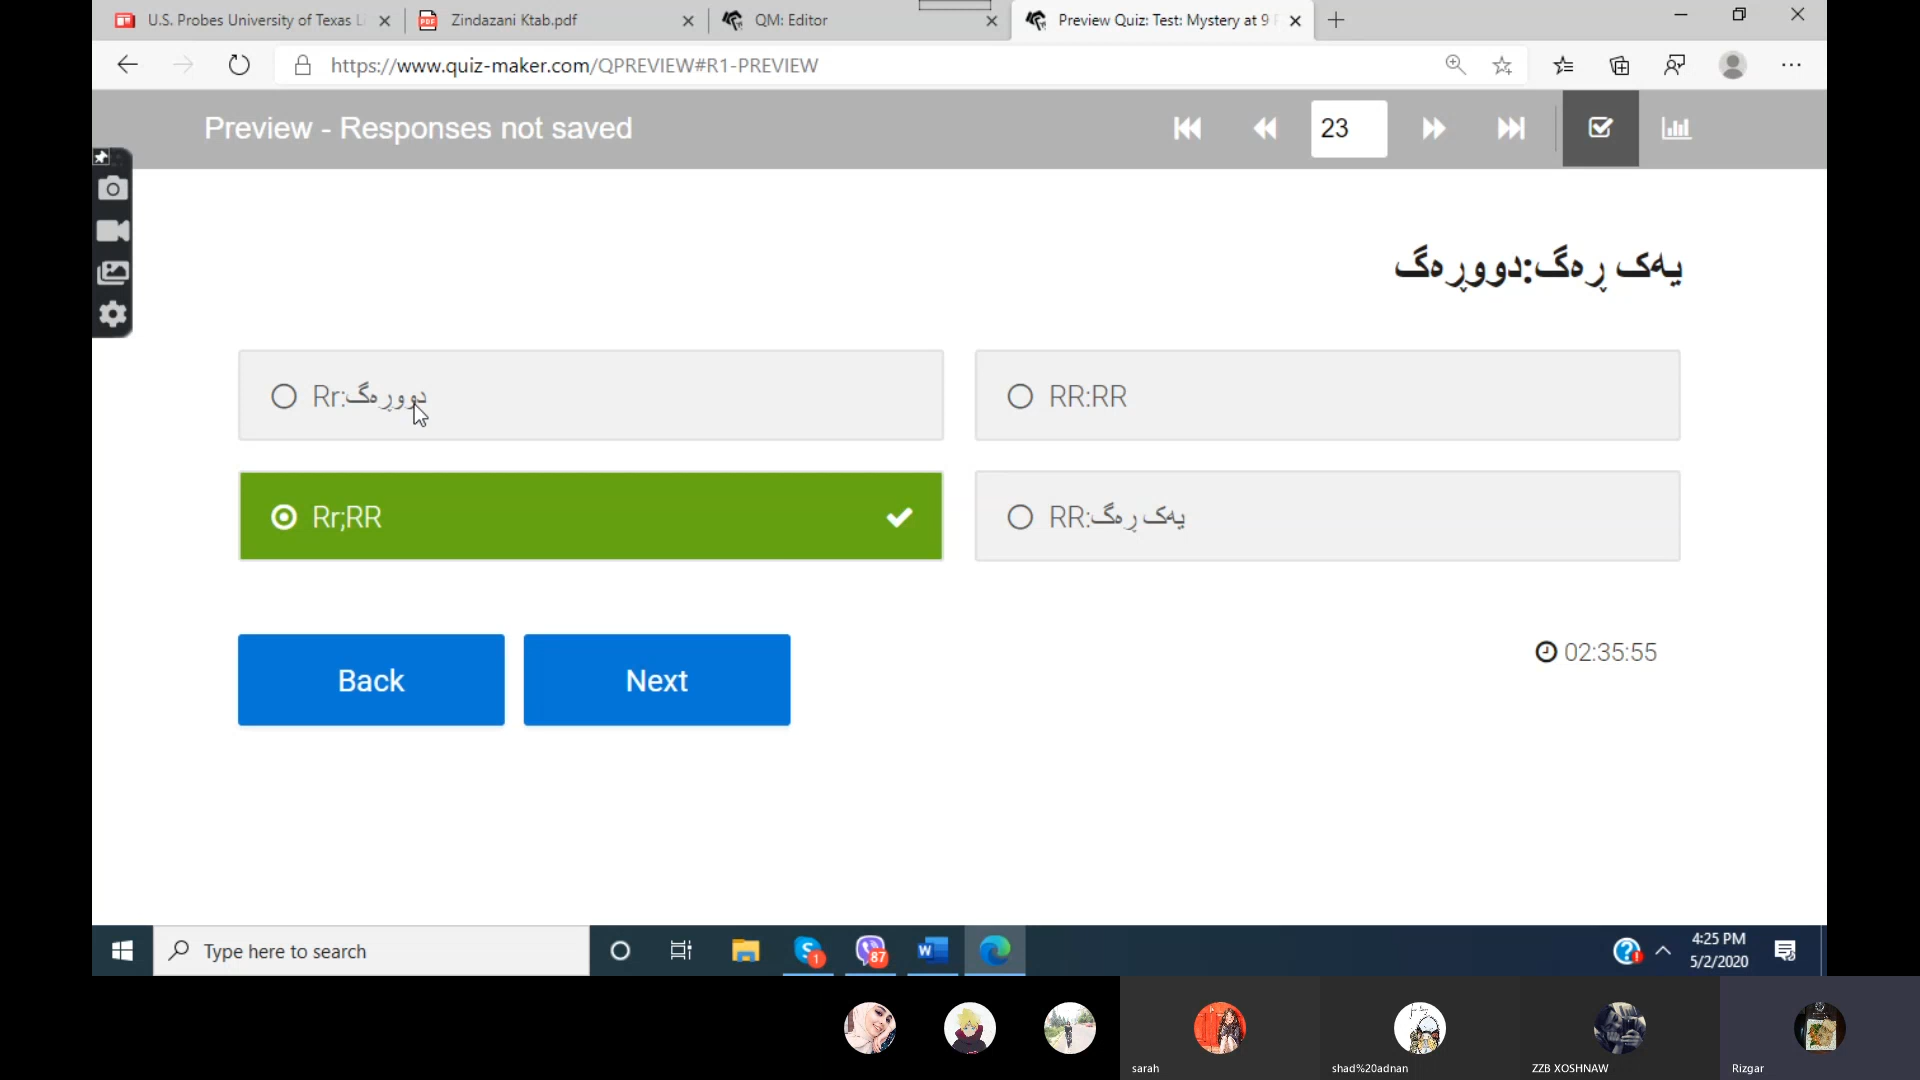 U.S. Probes University of Texas Li
Zindazani Ktab.pdf
QM: Editor
Preview Quiz: Test: Mystery at 9 P
https://www.quiz-maker.com/QPREVIEW#R1-PREVIEW
Preview - Responses not saved
23
یەک ڕەگ:دووڕەگ
Rr:دووڕەگ
RR:RR
Rr;RR
RR:یەک ڕەگ
Back
Next
02:35:55
Type here to search
1
87
4:25 PM
5/2/2020
sarah
shad%20adnan
ZZB XOSHNAW
Rizgar